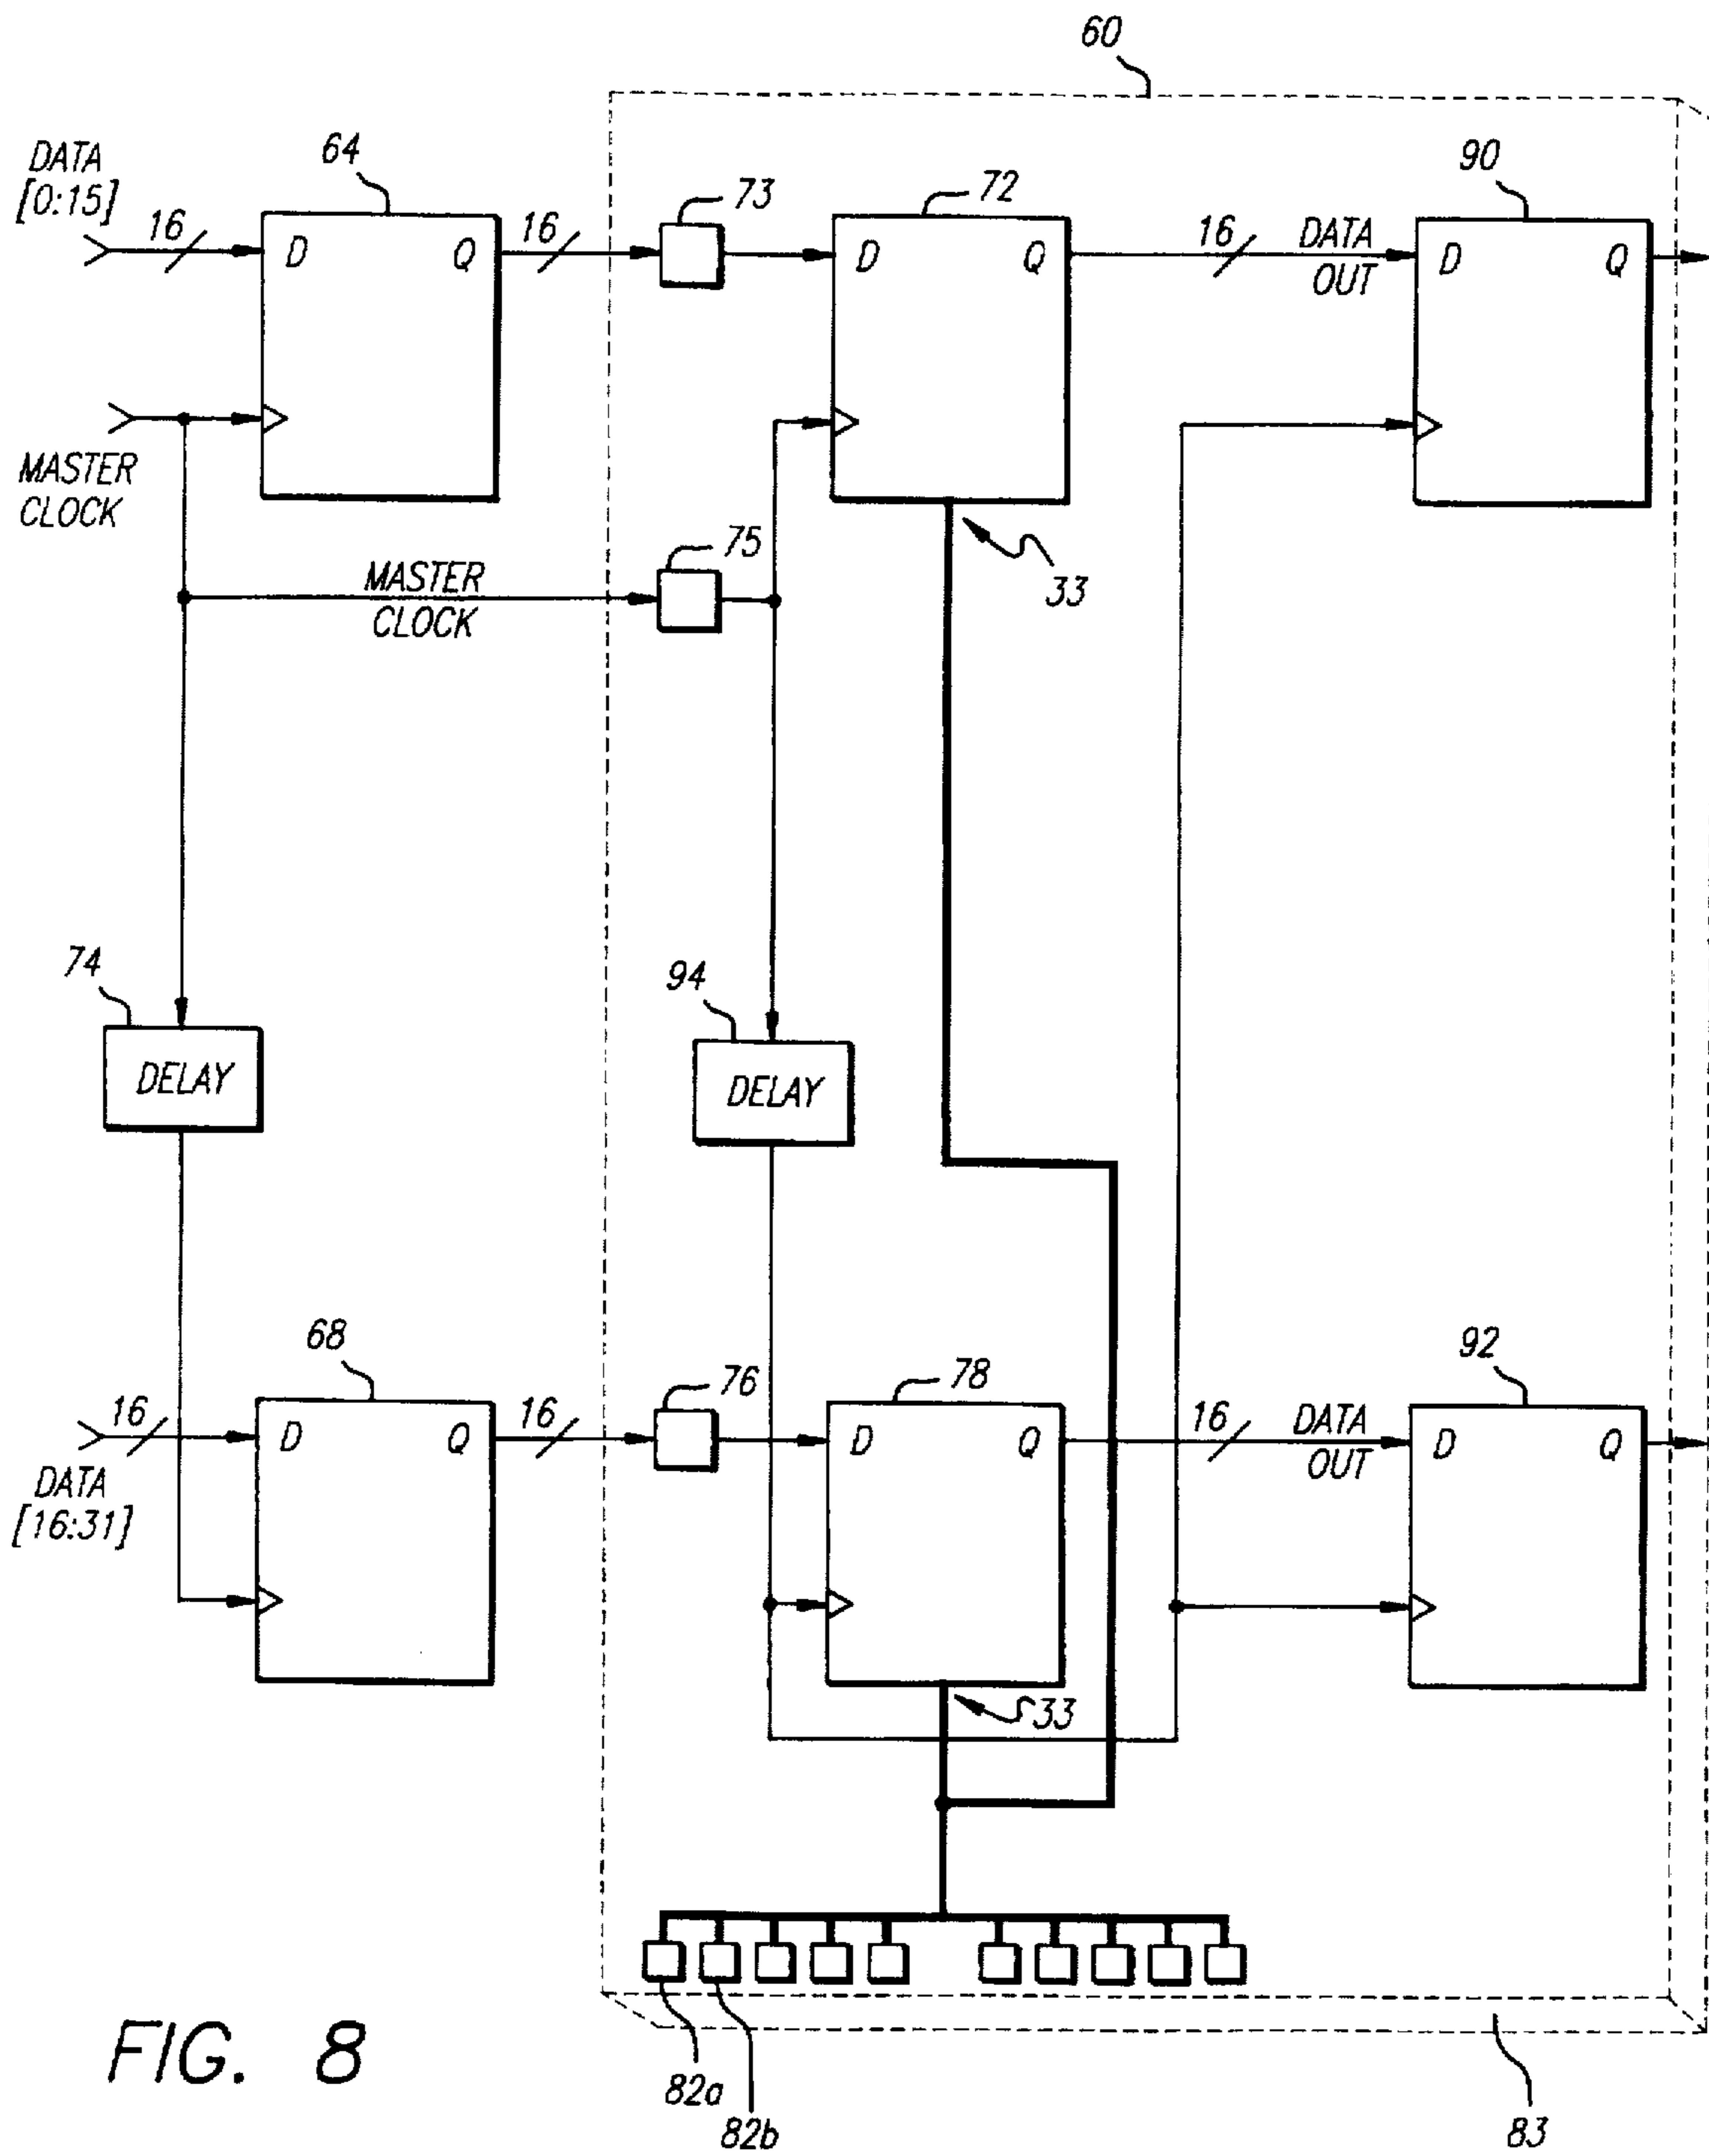 60
DATA
[0:15]
64
73
72
90
16
16
16
DATA
OUT
D
Q
D
Q
D
Q
MASTER
CLOCK
75
MASTER
CLOCK
33
74
94
DELAY
DELAY
68
76
78
92
16
16
16
DATA
OUT
D
Q
D
Q
D
Q
DATA
[16:31]
33
82a
82b
83
FIG. 8